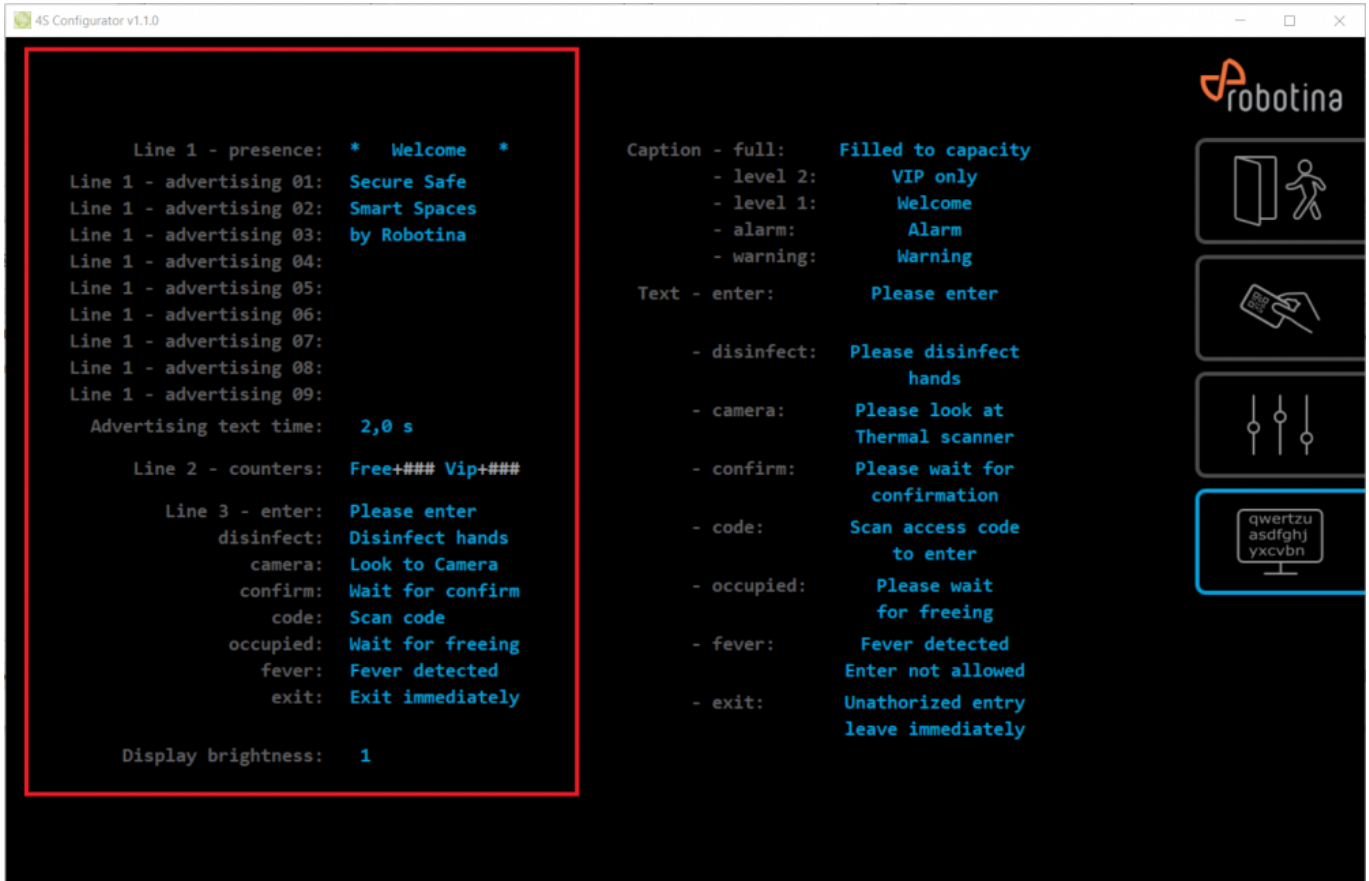 4S Configurator v1.1.0
robotina
Line 1 - presence: *   Welcome   *
Line 1 - advertising 01: Secure Safe
Line 1 - advertising 02: Smart Spaces
Line 1 - advertising 03: by Robotina
Line 1 - advertising 04:
Line 1 - advertising 05:
Line 1 - advertising 06:
Line 1 - advertising 07:
Line 1 - advertising 08:
Line 1 - advertising 09:
Advertising text time: 2,0 s
Line 2 - counters: Free+### Vip+###
Line 3 - enter: Please enter
disinfect: Disinfect hands
camera: Look to Camera
confirm: Wait for confirm
code: Scan code
occupied: Wait for freeing
fever: Fever detected
exit: Exit immediately
Display brightness: 1
Caption - full: Filled to capacity
- level 2: VIP only
- level 1: Welcome
- alarm: Alarm
- warning: Warning
Text - enter: Please enter
- disinfect: Please disinfect
hands
- camera: Please look at
Thermal scanner
- confirm: Please wait for
confirmation
- code: Scan access code
to enter
- occupied: Please wait
for freeing
- fever: Fever detected
Enter not allowed
- exit: Unathorized entry
leave immediately
qwertzu
asdfghj
yxcvbn